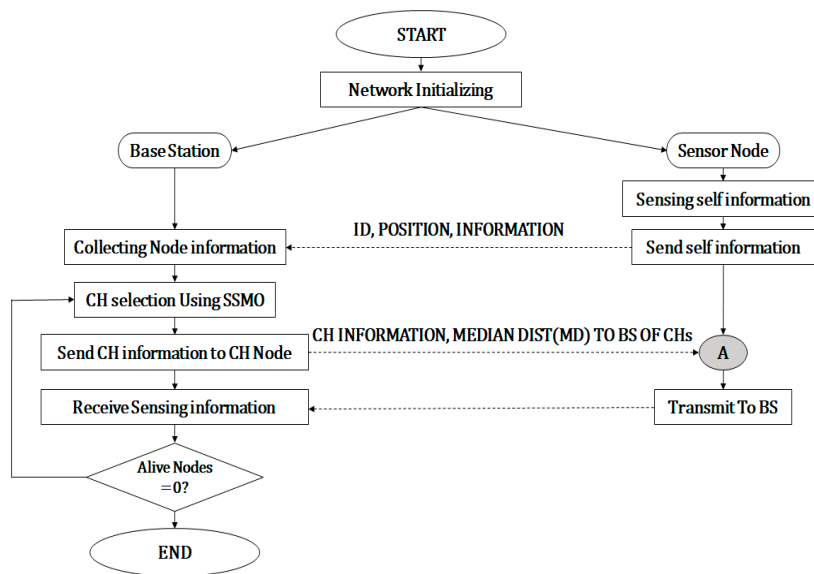 START
Network Initializing
Base Station
Sensor Node
Sensing self information
ID, POSITION, INFORMATION
Collecting Node information
Send self information
CH selection Using SSMO
CH INFORMATION, MEDIAN DIST(MD) TO BS OF CHs
Send CH information to CH Node
A
Receive Sensing information
Transmit To BS
Alive Nodes
=0?
END